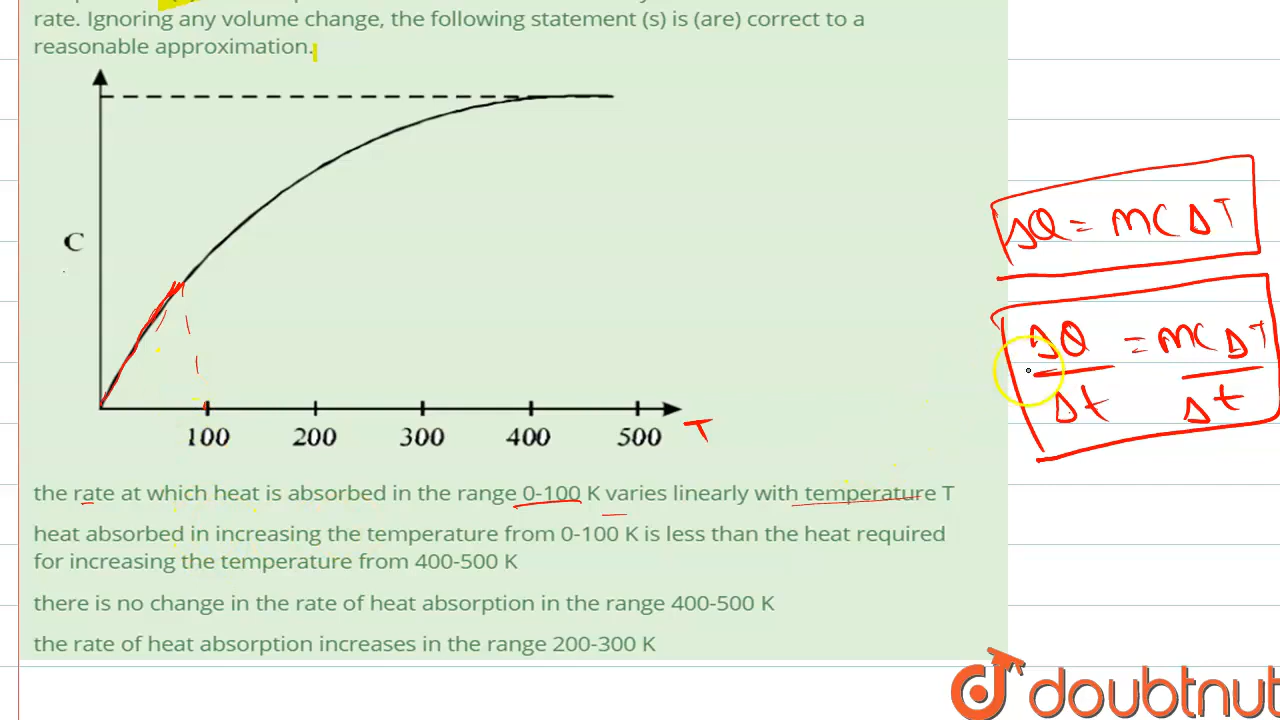 rate. Ignoring any volume change, the following statement (s) is (are) correct to a
reasonable approximation.
C
100 200 300 400 500 T
ΔQ = mC ΔT
ΔQ = mC ΔT
Δt Δt
the rate at which heat is absorbed in the range 0-100 K varies linearly with temperature T
heat absorbed in increasing the temperature from 0-100 K is less than the heat required
for increasing the temperature from 400-500 K
there is no change in the rate of heat absorption in the range 400-500 K
the rate of heat absorption increases in the range 200-300 K
doubtnut